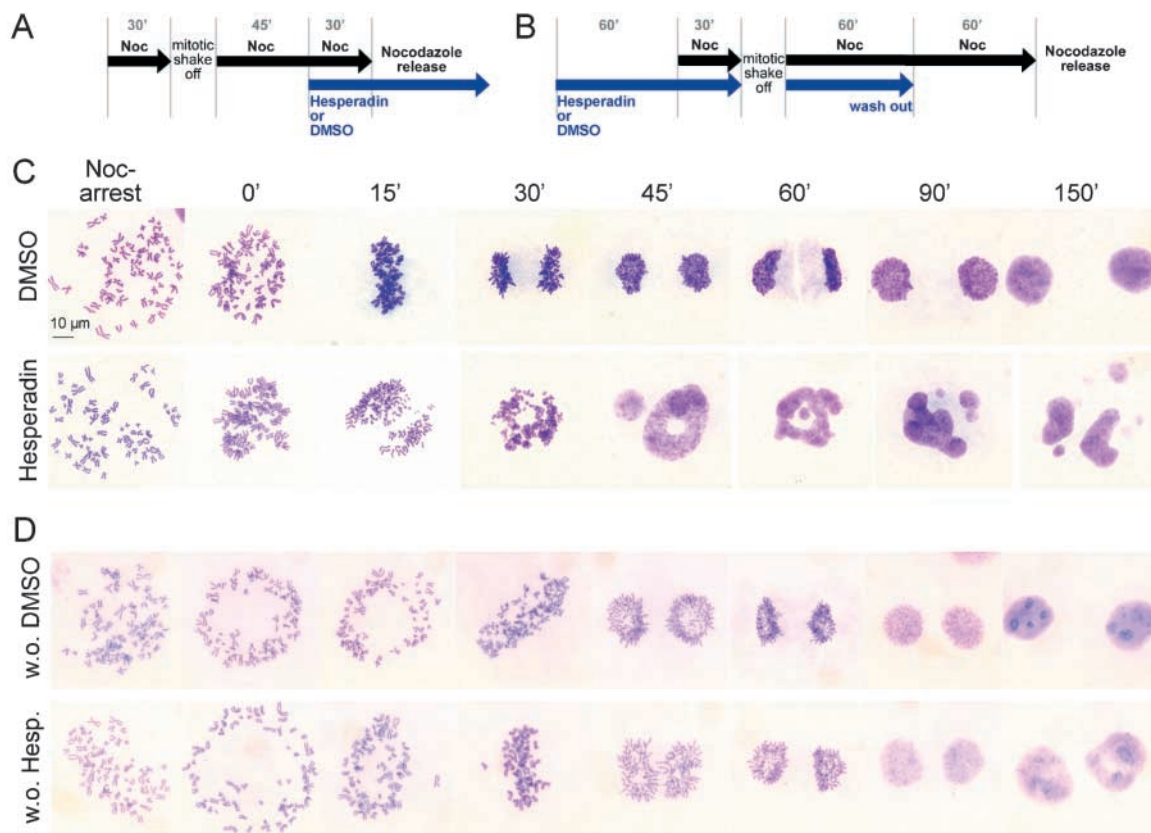 A
30' 45' 30'
Noc mitotic shake off Noc Noc Nocodazole release
Hesperadin or DMSO
B
60' 30' 60' 60'
Noc mitotic shake off Noc Noc Nocodazole release
Hesperadin or DMSO
wash out
C
Noc-arrest 0' 15' 30' 45' 60' 90' 150'
DMSO
10 µm
Hesperadin
D
w.o. DMSO
w.o. Hesp.